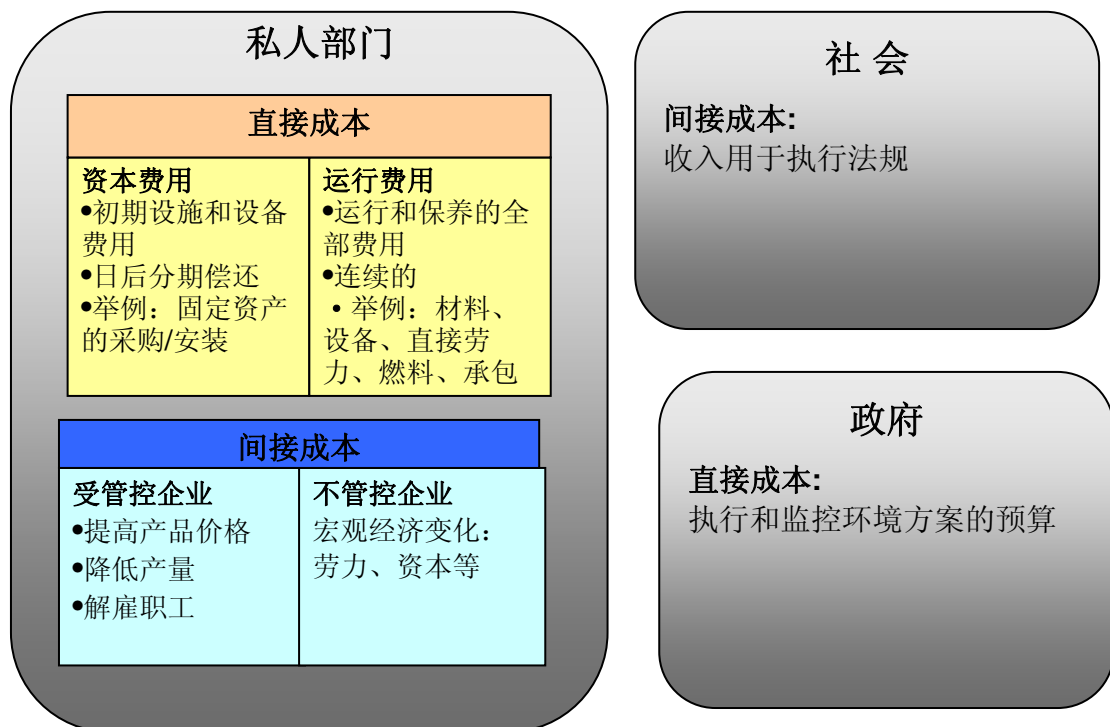 私人部门
直接成本
资本费用
●初期设施和设备
费用
●日后分期偿还
●举例：固定资产
的采购/安装
运行费用
●运行和保养的全
部费用
●连续的
• 举例：材料、
设备、直接劳
力、燃料、承包
间接成本
受管控企业
●提高产品价格
●降低产量
●解雇职工
不管控企业
宏观经济变化：
劳力、资本等
社 会
间接成本:
收入用于执行法规
政府
直接成本:
执行和监控环境方案的预算